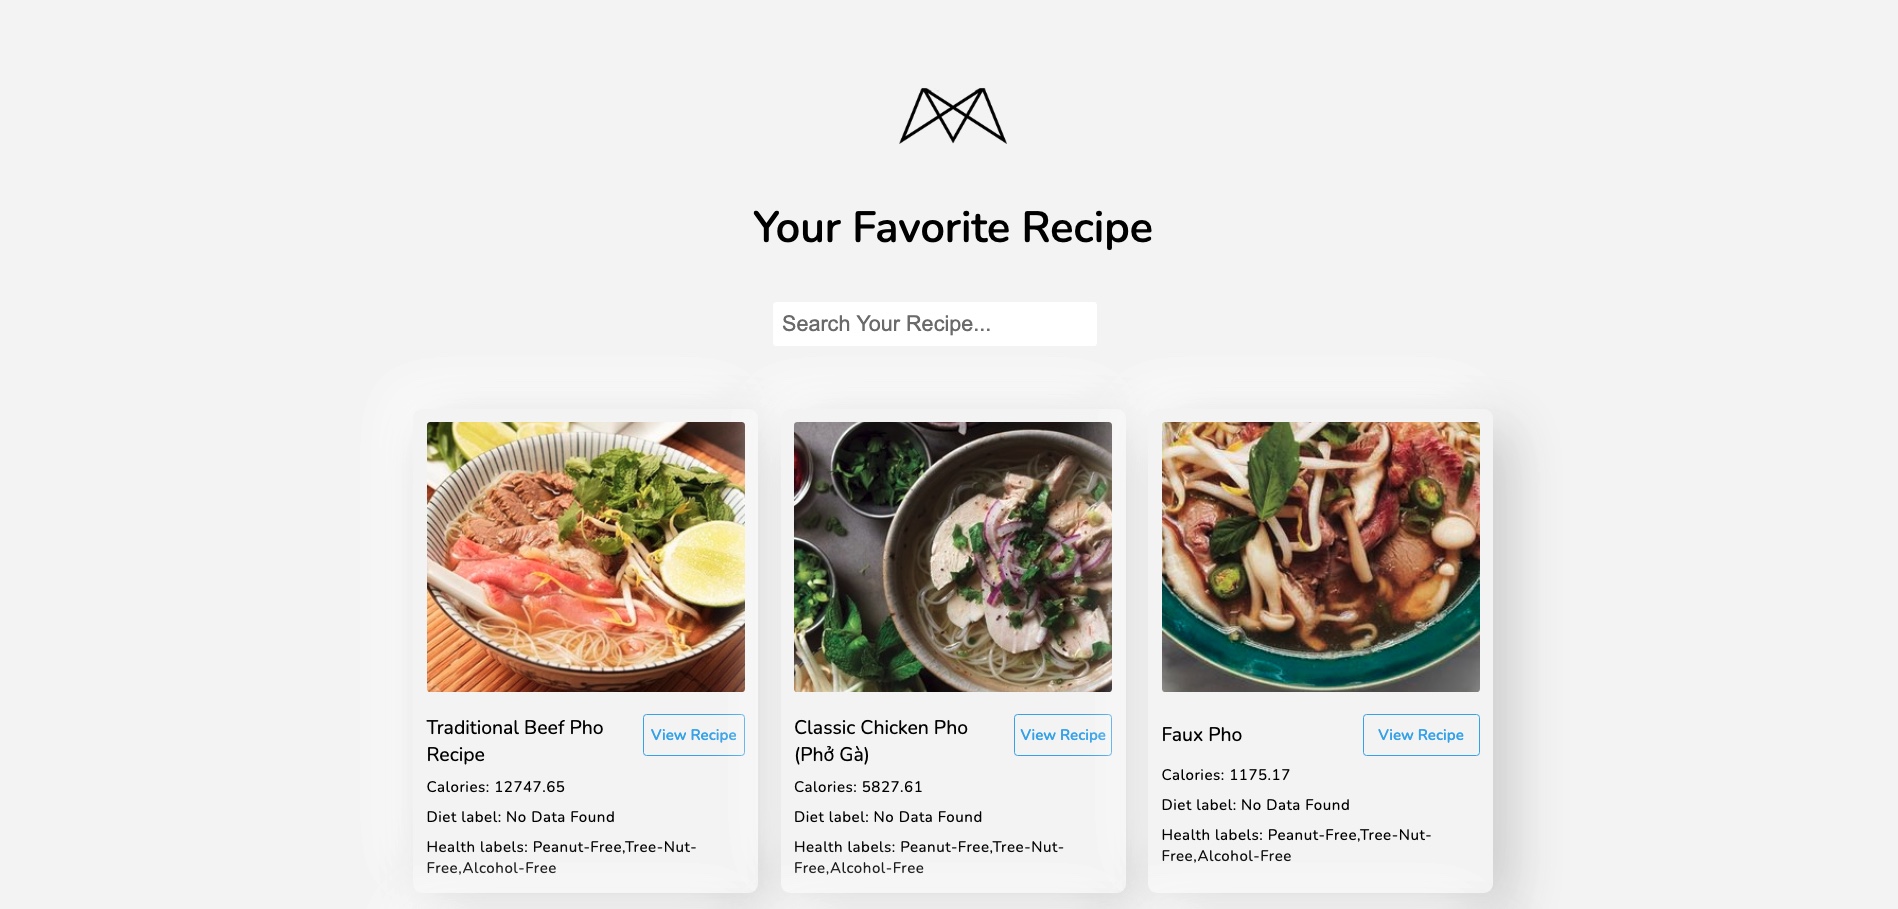 Your Favorite Recipe
Search Your Recipe...
Traditional Beef Pho
Recipe
View Recipe
Calories: 12747.65
Diet label: No Data Found
Health labels: Peanut-Free,Tree-Nut-
Free,Alcohol-Free
Classic Chicken Pho
(Phở Gà)
View Recipe
Calories: 5827.61
Diet label: No Data Found
Health labels: Peanut-Free,Tree-Nut-
Free,Alcohol-Free
Faux Pho
View Recipe
Calories: 1175.17
Diet label: No Data Found
Health labels: Peanut-Free,Tree-Nut-
Free,Alcohol-Free